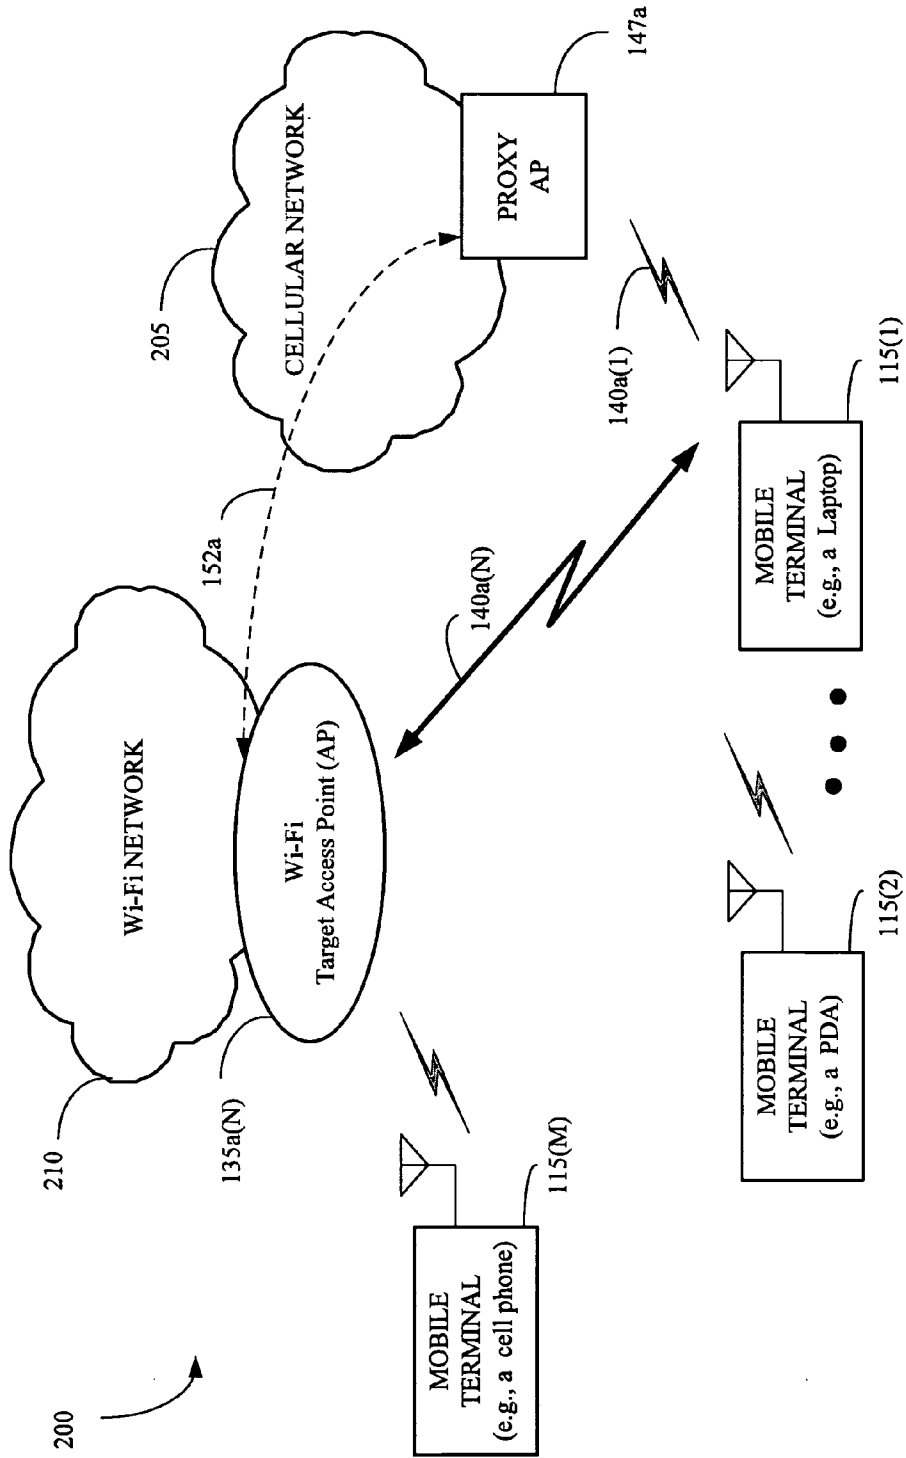 200
210
Wi-Fi NETWORK
Wi-Fi
Target Access Point (AP)
135a(N)
152a
205
CELLULAR NETWORK
PROXY
AP
147a
140a(1)
140a(N)
MOBILE
TERMINAL
(e.g., a cell phone)
115(M)
MOBILE
TERMINAL
(e.g., a PDA)
115(2)
MOBILE
TERMINAL
(e.g., a Laptop)
115(1)